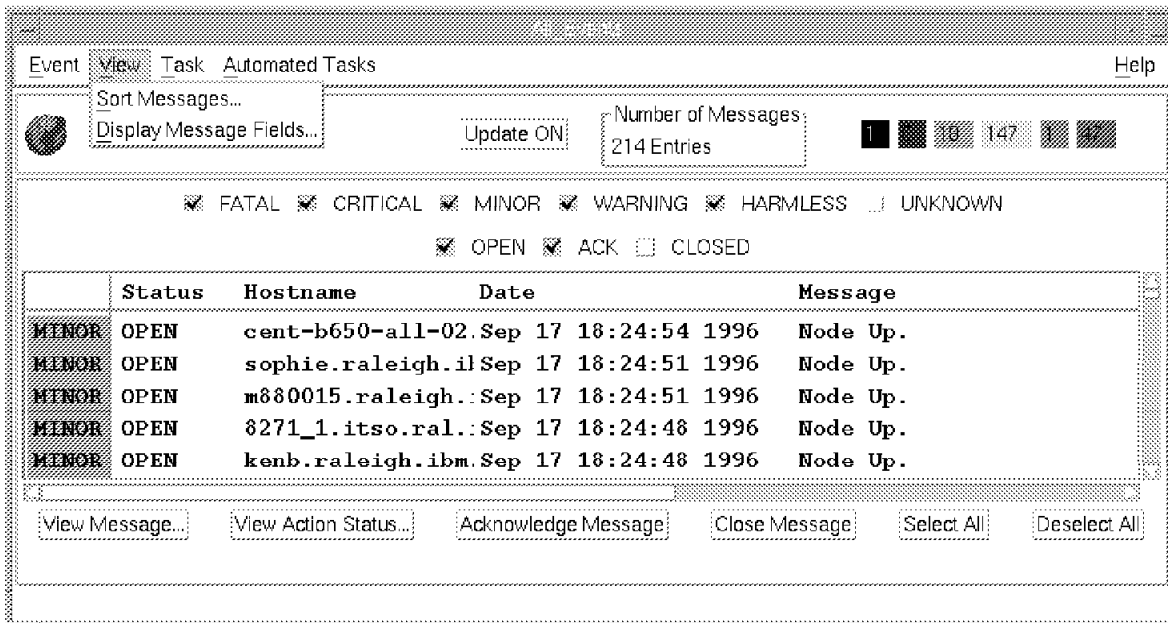 All Events
Event View Task Automated Tasks Help
Sort Messages...
Display Message Fields...
Update ON
Number of Messages
214 Entries
1 10 147 1 47
FATAL CRITICAL MINOR WARNING HARMLESS UNKNOWN
OPEN ACK CLOSED
Status Hostname Date Message
MINOR OPEN cent-b650-all-02. Sep 17 18:24:54 1996 Node Up.
MINOR OPEN sophie.raleigh. Sep 17 18:24:51 1996 Node Up.
MINOR OPEN m880015.raleigh. Sep 17 18:24:51 1996 Node Up.
MINOR OPEN 8271_1.itso.ral. Sep 17 18:24:48 1996 Node Up.
MINOR OPEN kenb.raleigh.ibm. Sep 17 18:24:48 1996 Node Up.
View Message... View Action Status... Acknowledge Message Close Message Select All Deselect All